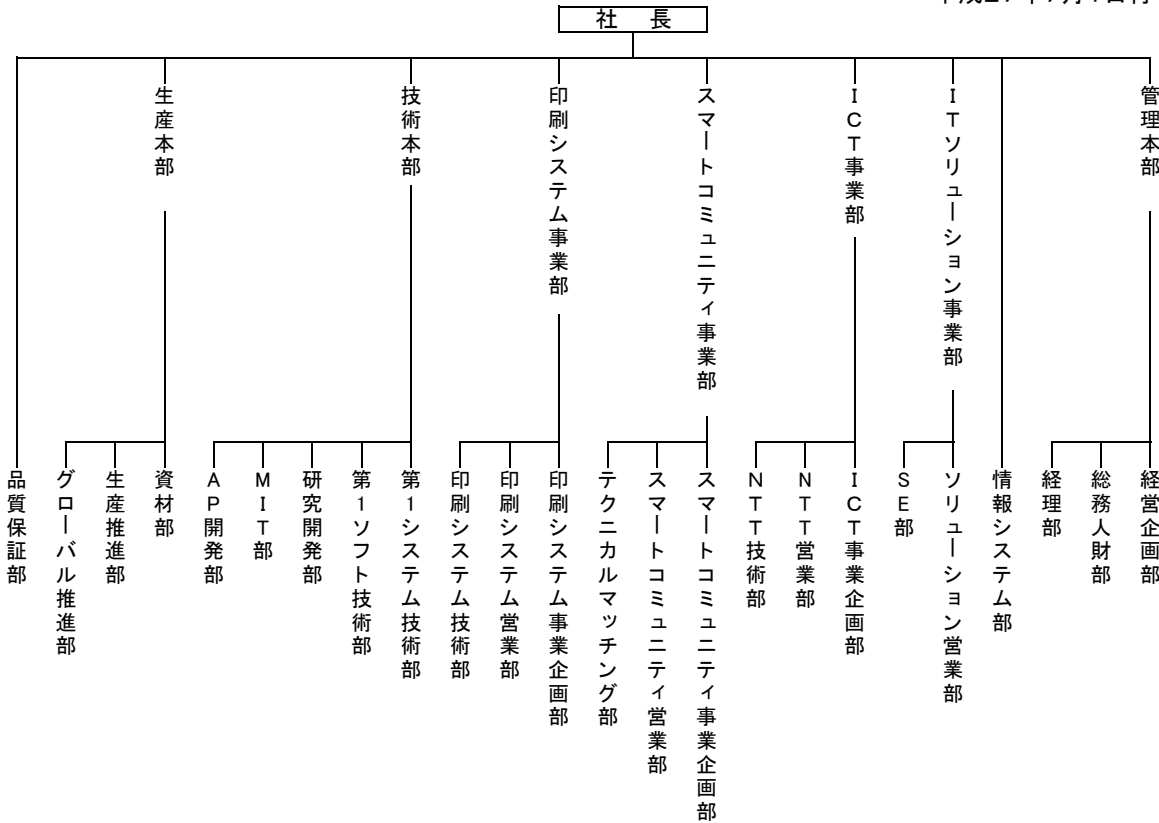 社　長
管理本部
ＩＴソリューション事業部
ＩＣＴ事業部
スマートコミュニティ事業部
印刷システム事業部
技術本部
生産本部
経営企画部
総務人財部
経理部
情報システム部
ソリューション営業部
ＳＥ部
ＩＣＴ事業企画部
ＮＴＴ営業部
ＮＴＴ技術部
スマートコミュニティ事業企画部
スマートコミュニティ営業部
テクニカルマッチング部
印刷システム事業企画部
印刷システム営業部
印刷システム技術部
第１システム技術部
第１ソフト技術部
研究開発部
ＭＩＴ部
ＡＰ開発部
資材部
生産推進部
グローバル推進部
品質保証部